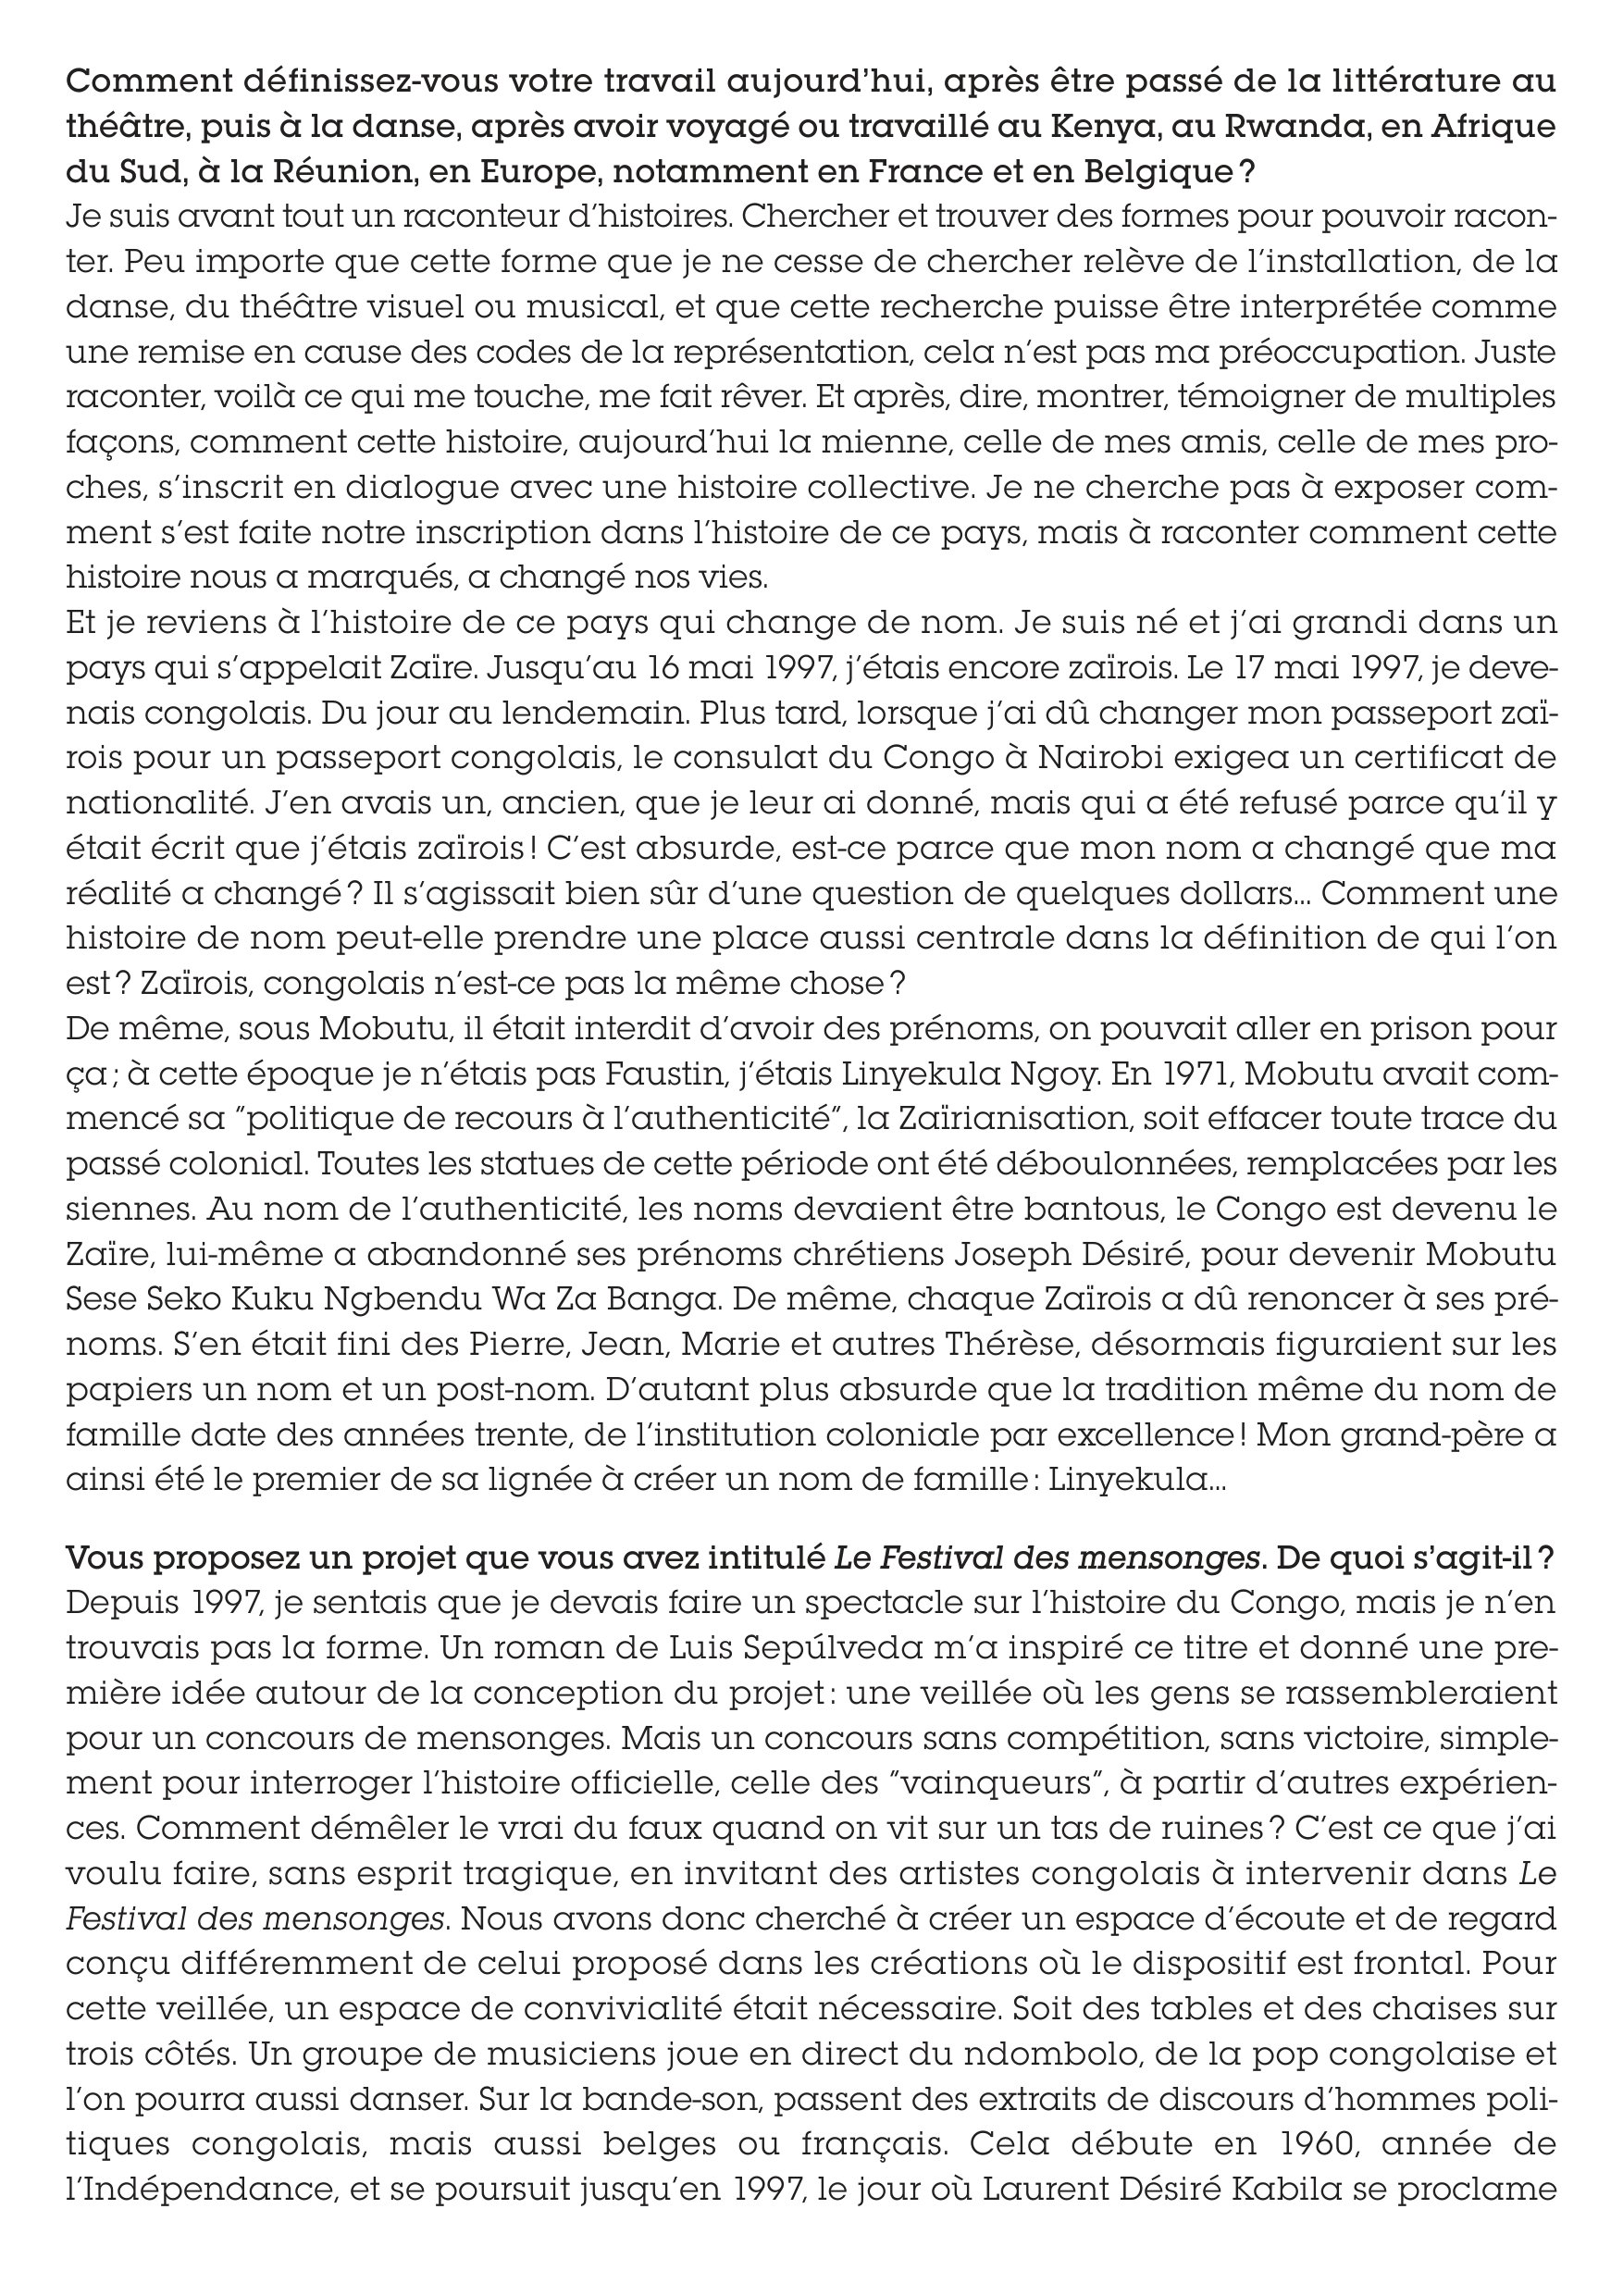 Comment définissez-vous votre travail aujourd’hui, après être passé de la littérature au
théâtre, puis à la danse, après avoir voyagé ou travaillé au Kenya, au Rwanda, en Afrique
du Sud, à la Réunion, en Europe, notamment en France et en Belgique ?
Je suis avant tout un raconteur d’histoires. Chercher et trouver des formes pour pouvoir racon-
ter. Peu importe que cette forme que je ne cesse de chercher relève de l’installation, de la
danse, du théâtre visuel ou musical, et que cette recherche puisse être interprétée comme
une remise en cause des codes de la représentation, cela n’est pas ma préoccupation. Juste
raconter, voilà ce qui me touche, me fait rêver. Et après, dire, montrer, témoigner de multiples
façons, comment cette histoire, aujourd’hui la mienne, celle de mes amis, celle de mes pro-
ches, s’inscrit en dialogue avec une histoire collective. Je ne cherche pas à exposer com-
ment s’est faite notre inscription dans l’histoire de ce pays, mais à raconter comment cette
histoire nous a marqués, a changé nos vies.
Et je reviens à l’histoire de ce pays qui change de nom. Je suis né et j’ai grandi dans un
pays qui s’appelait Zaïre. Jusqu’au 16 mai 1997, j’étais encore zaïrois. Le 17 mai 1997, je deve-
nais congolais. Du jour au lendemain. Plus tard, lorsque j’ai dû changer mon passeport zaï-
rois pour un passeport congolais, le consulat du Congo à Nairobi exigea un certificat de
nationalité. J’en avais un, ancien, que je leur ai donné, mais qui a été refusé parce qu’il y
était écrit que j’étais zaïrois ! C’est absurde, est-ce parce que mon nom a changé que ma
réalité a changé ? Il s’agissait bien sûr d’une question de quelques dollars... Comment une
histoire de nom peut-elle prendre une place aussi centrale dans la définition de qui l’on
est ? Zaïrois, congolais n’est-ce pas la même chose ?
De même, sous Mobutu, il était interdit d’avoir des prénoms, on pouvait aller en prison pour
ça ; à cette époque je n’étais pas Faustin, j’étais Linyekula Ngoy. En 1971, Mobutu avait com-
mencé sa "politique de recours à l’authenticité", la Zaïrianisation, soit effacer toute trace du
passé colonial. Toutes les statues de cette période ont été déboulonnées, remplacées par les
siennes. Au nom de l’authenticité, les noms devaient être bantous, le Congo est devenu le
Zaïre, lui-même a abandonné ses prénoms chrétiens Joseph Désiré, pour devenir Mobutu
Sese Seko Kuku Ngbendu Wa Za Banga. De même, chaque Zaïrois a dû renoncer à ses pré-
noms. S’en était fini des Pierre, Jean, Marie et autres Thérèse, désormais figuraient sur les
papiers un nom et un post-nom. D’autant plus absurde que la tradition même du nom de
famille date des années trente, de l’institution coloniale par excellence ! Mon grand-père a
ainsi été le premier de sa lignée à créer un nom de famille : Linyekula...
Vous proposez un projet que vous avez intitulé Le Festival des mensonges. De quoi s’agit-il ?
Depuis 1997, je sentais que je devais faire un spectacle sur l’histoire du Congo, mais je n’en
trouvais pas la forme. Un roman de Luis Sepúlveda m’a inspiré ce titre et donné une pre-
mière idée autour de la conception du projet : une veillée où les gens se rassembleraient
pour un concours de mensonges. Mais un concours sans compétition, sans victoire, simple-
ment pour interroger l’histoire officielle, celle des "vainqueurs", à partir d’autres expérien-
ces. Comment démêler le vrai du faux quand on vit sur un tas de ruines ? C’est ce que j’ai
voulu faire, sans esprit tragique, en invitant des artistes congolais à intervenir dans Le
Festival des mensonges. Nous avons donc cherché à créer un espace d’écoute et de regard
conçu différemment de celui proposé dans les créations où le dispositif est frontal. Pour
cette veillée, un espace de convivialité était nécessaire. Soit des tables et des chaises sur
trois côtés. Un groupe de musiciens joue en direct du ndombolo, de la pop congolaise et
l’on pourra aussi danser. Sur la bande-son, passent des extraits de discours d’hommes poli-
tiques congolais, mais aussi belges ou français. Cela débute en 1960, année de
l’Indépendance, et se poursuit jusqu’en 1997, le jour où Laurent Désiré Kabila se proclame